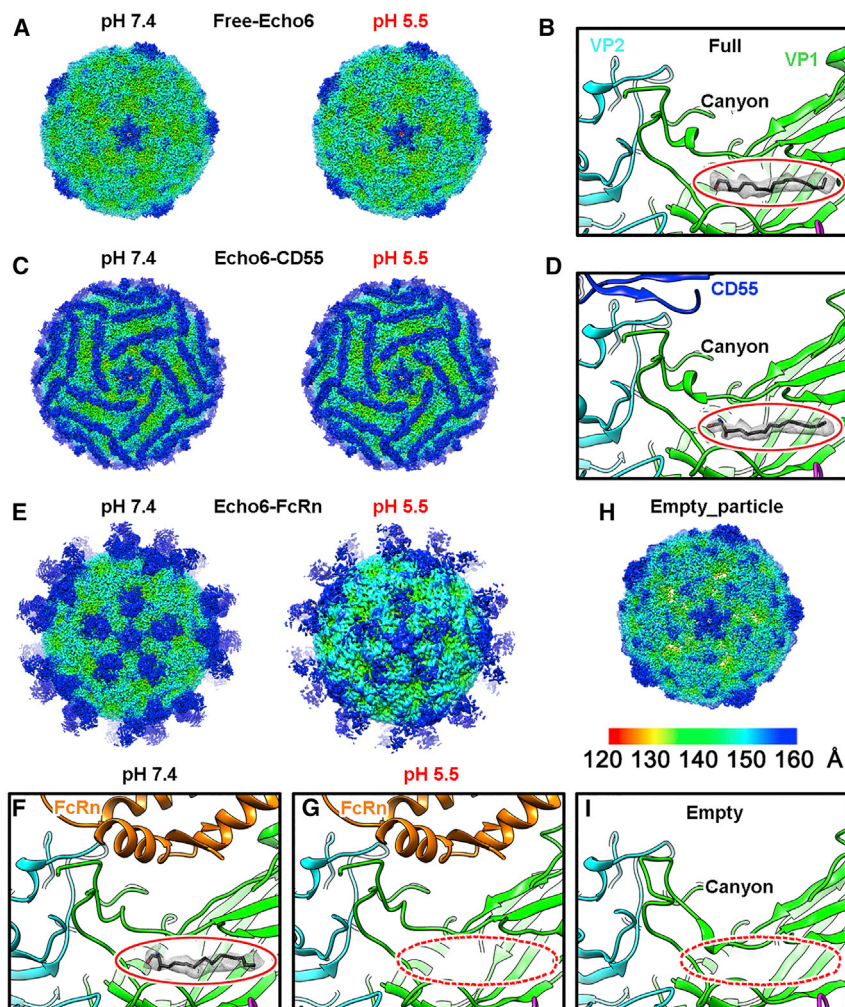 A
pH 7.4 Free-Echo6 pH 5.5
B
VP2 Full VP1
Canyon
C
pH 7.4 Echo6-CD55 pH 5.5
D
CD55
Canyon
E
pH 7.4 Echo6-FcRn pH 5.5
H
Empty_particle
120 130 140 150 160 Å
pH 7.4
pH 5.5
F
FcRn
G
FcRn
I
Empty
Canyon